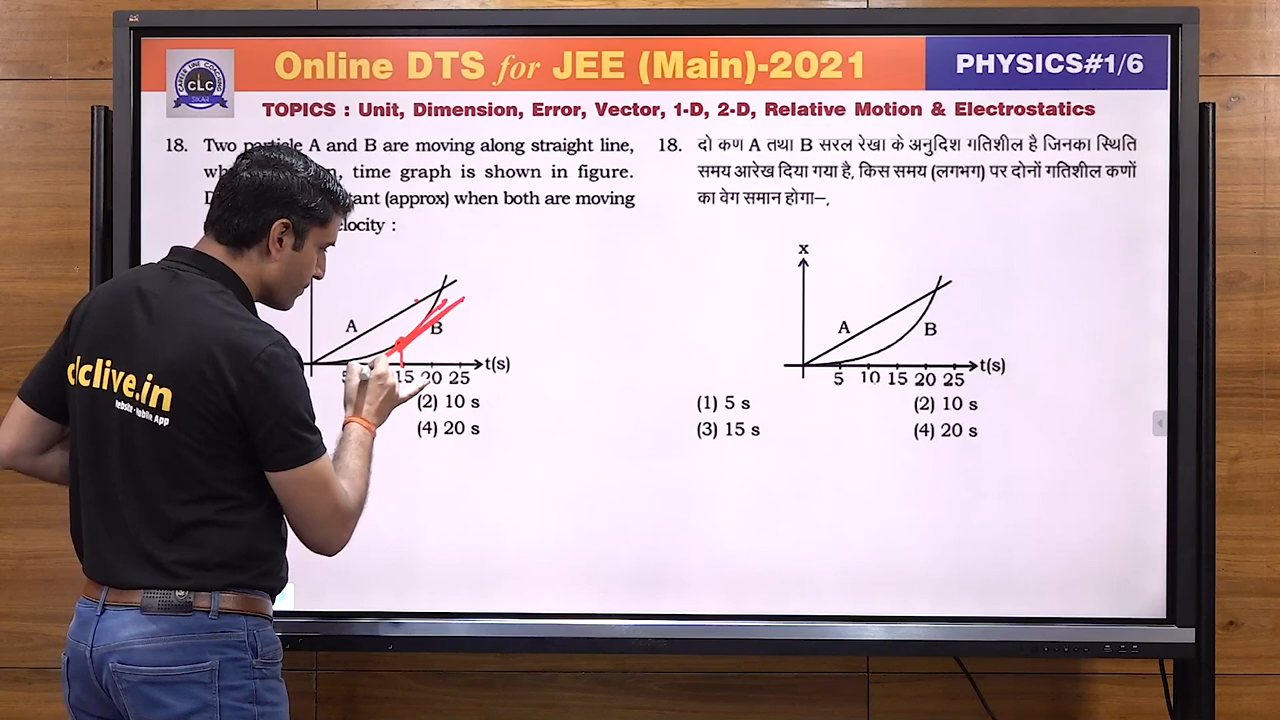 Online DTS for JEE (Main)-2021
PHYSICS#1/6
CLC
SIKAR
TOPICS : Unit, Dimension, Error, Vector, 1-D, 2-D, Relative Motion & Electrostatics
18. Two particle A and B are moving along straight line,
time graph is shown in figure.
(approx) when both are moving
:
A
B
t(s)
15 20 25
(2) 10 s
(4) 20 s
18. दो कण A तथा B सरल रेखा के अनुदिश गतिशील है जिनका स्थिति
समय आरेख दिया गया है, किस समय (लगभग) पर दोनों गतिशील कणों
का वेग समान होगा–,
x
A
B
t(s)
5 10 15 20 25
(1) 5 s
(2) 10 s
(3) 15 s
(4) 20 s
clclive.in
Website • Mobile App